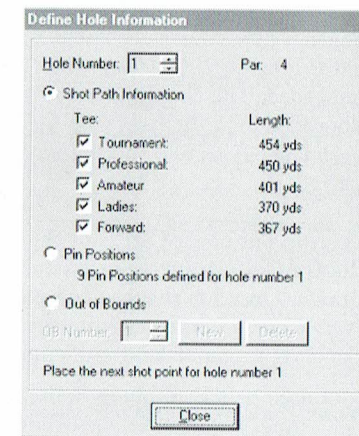 Define Hole Information
Hole Number: 1 Par: 4
Shot Path Information
Tee: Length:
Tournament: 454 yds
Professional: 450 yds
Amateur 401 yds
Ladies: 370 yds
Forward: 367 yds
Pin Positions
9 Pin Positions defined for hole number 1
Out of Bounds
OB Number: 1 New Delete
Place the next shot point for hole number 1
Close